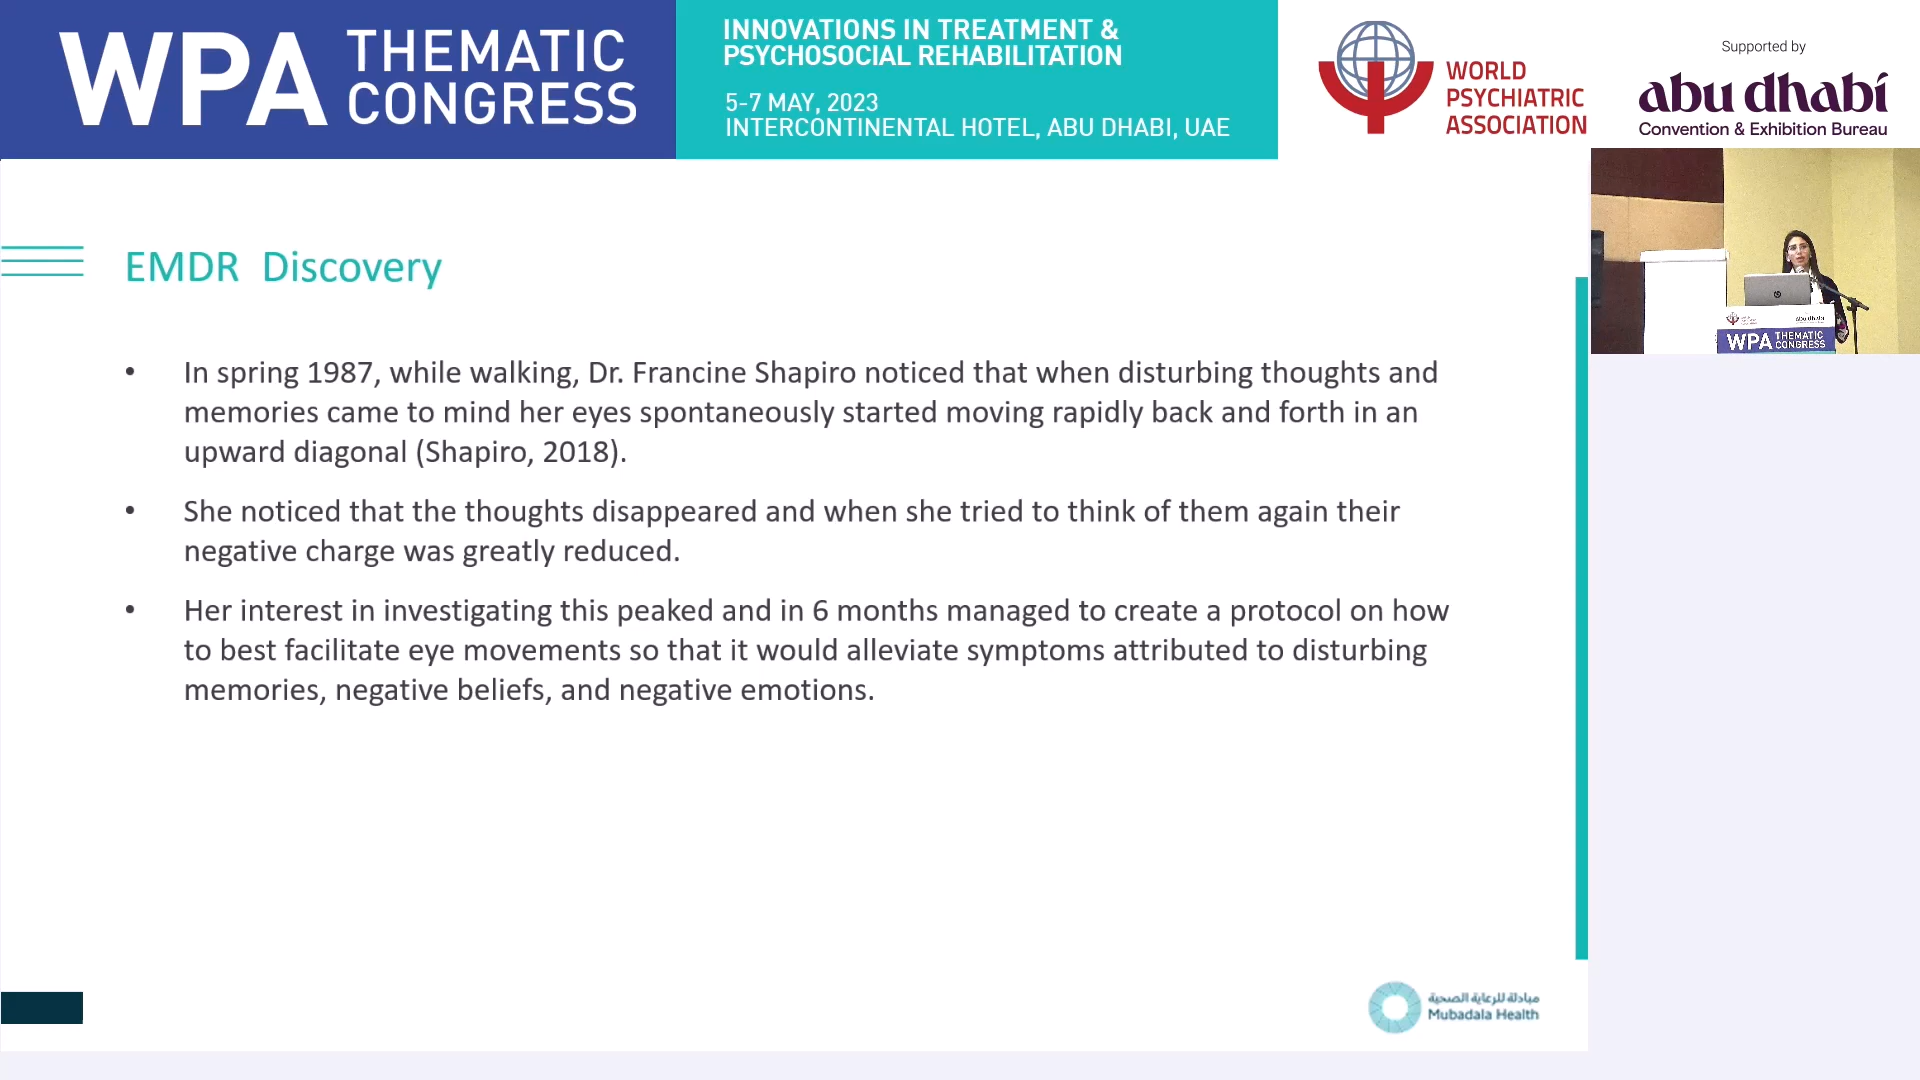 WPA THEMATIC
CONGRESS
INNOVATIONS IN TREATMENT &
PSYCHOSOCIAL REHABILITATION
5-7 MAY, 2023
INTERCONTINENTAL HOTEL, ABU DHABI, UAE
WORLD
PSYCHIATRIC
ASSOCIATION
Supported by
abu dhabi
Convention & Exhibition Bureau
EMDR Discovery
• In spring 1987, while walking, Dr. Francine Shapiro noticed that when disturbing thoughts and
memories came to mind her eyes spontaneously started moving rapidly back and forth in an
upward diagonal (Shapiro, 2018).
• She noticed that the thoughts disappeared and when she tried to think of them again their
negative charge was greatly reduced.
• Her interest in investigating this peaked and in 6 months managed to create a protocol on how
to best facilitate eye movements so that it would alleviate symptoms attributed to disturbing
memories, negative beliefs, and negative emotions.
abu dhabi
WPA THEMATIC
CONGRESS
مبادلة للرعاية الصحية
Mubadala Health